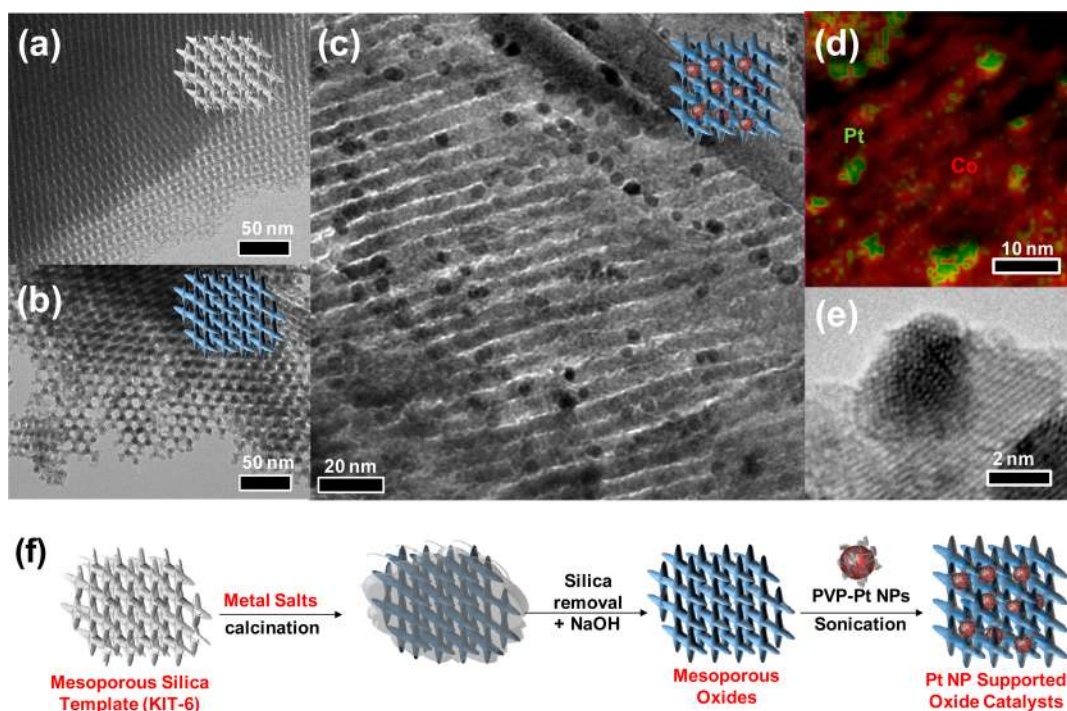 (a)
50 nm
(b)
50 nm
(c)
20 nm
(d)
Pt
Co
10 nm
(e)
2 nm
(f)
Metal Salts
calcination
Silica
removal
+ NaOH
PVP-Pt NPs
Sonication
Mesoporous Silica
Template (KIT-6)
Mesoporous
Oxides
Pt NP Supported
Oxide Catalysts